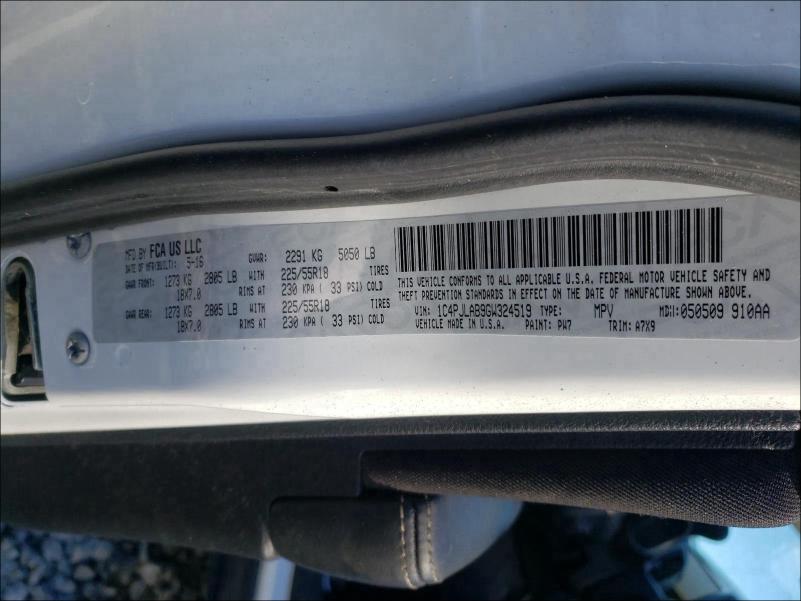 MFD BY FCA US LLC
DATE OF MFR(BUILT): 5-16 GVWR: 2291 KG 5050 LB
GAWR FRONT: 1273 KG 2805 LB WITH 225/55R18 TIRES
18X7.0 RIMS AT 230 KPA ( 33 PSI) COLD
GAWR REAR: 1273 KG 2805 LB WITH 225/55R18 TIRES
18X7.0 RIMS AT 230 KPA ( 33 PSI) COLD
THIS VEHICLE CONFORMS TO ALL APPLICABLE U.S.A. FEDERAL MOTOR VEHICLE SAFETY AND
THEFT PREVENTION STANDARDS IN EFFECT ON THE DATE OF MANUFACTURE SHOWN ABOVE.
VIN: 1C4PJLAB9GW324519 TYPE: MPV MDH: 050509 910AA
MADE IN U.S.A. PAINT: PW7 TRIM: A7X9